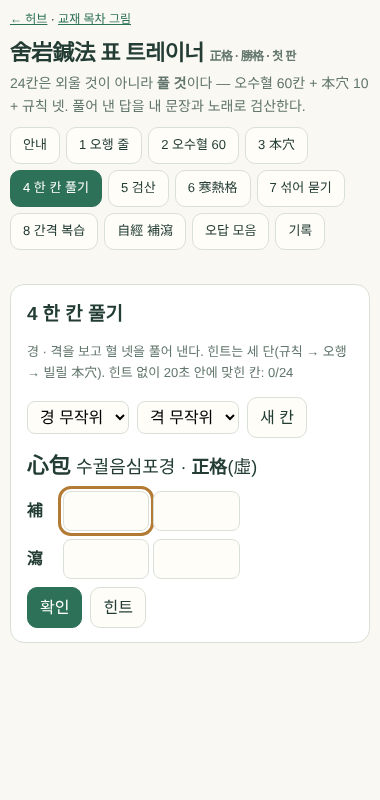 ← 허브 · 교재 목차 그림
舍岩鍼法 표 트레이너 正格 · 勝格 · 첫 판
24칸은 외울 것이 아니라 풀 것이다 — 오수혈 60칸 + 本穴 10
+ 규칙 넷. 풀어 낸 답을 내 문장과 노래로 검산한다.
안내 1 오행 줄 2 오수혈 60 3 本穴
4 한 칸 풀기 5 검산 6 寒熱格 7 섞어 묻기
8 간격 복습 自經 補瀉 오답 모음 기록
4 한 칸 풀기
경 · 격을 보고 혈 넷을 풀어 낸다. 힌트는 세 단(규칙 → 오행
→ 빌릴 本穴). 힌트 없이 20초 안에 맞힌 칸: 0/24
경 무작위 격 무작위 새 칸
心包 수궐음심포경 · 正格(虛)
補
瀉
확인 힌트